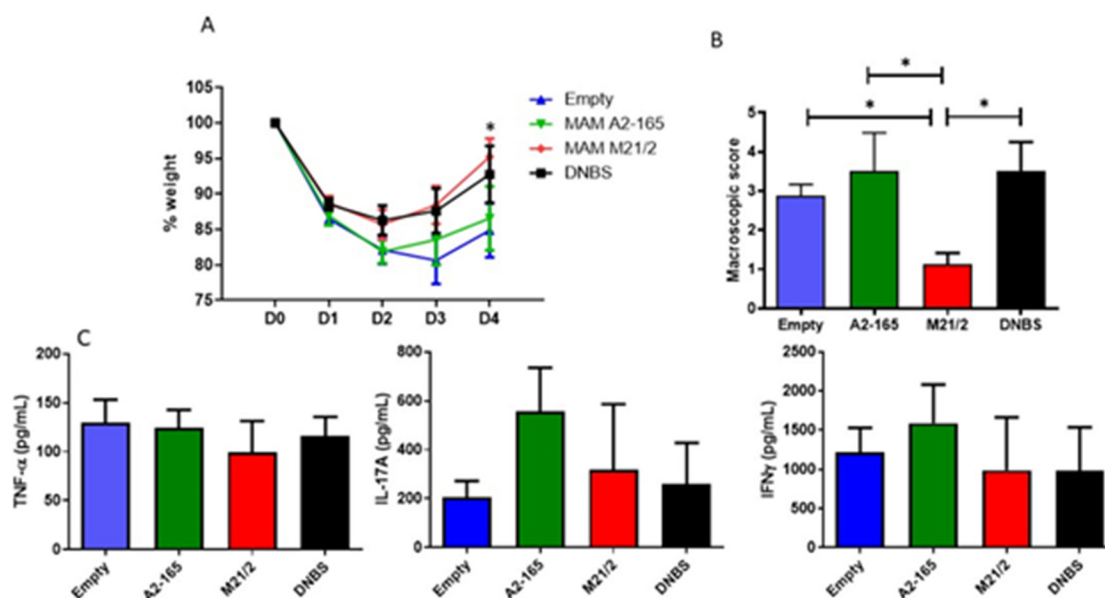 A
% weight
105
100
95
90
85
80
75
D0 D1 D2 D3 D4
*
Empty
MAM A2-165
MAM M21/2
DNBS
B
*
* *
Macroscopic score
5
4
3
2
1
0
Empty A2-165 M21/2 DNBS
C
TNF-α (pg/mL)
200
150
100
50
0
Empty A2-165 M21/2 DNBS
IL-17A (pg/mL)
800
600
400
200
0
Empty A2-165 M21/2 DNBS
IFNγ (pg/mL)
2500
2000
1500
1000
500
0
Empty A2-165 M21/2 DNBS